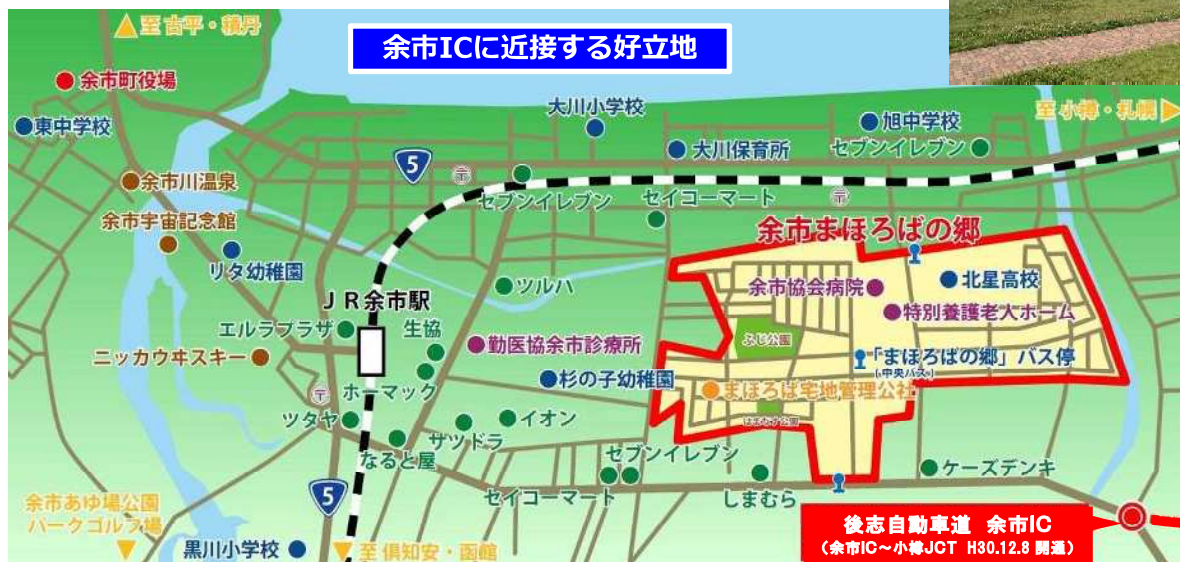 余市ICに近接する好立地
至 古平・積丹
余市町役場
東中学校
大川小学校
旭中学校
至 小樽・札幌
大川保育所
セブンイレブン
5
〒
〒
余市川温泉
セブンイレブン
セイコーマート
余市宇宙記念館
余市まほろばの郷
リタ幼稚園
ツルハ
余市協会病院
北星高校
JR余市駅
特別養護老人ホーム
エルラプラザ
生協
勤医協余市診療所
ふじ公園
ニッカウヰスキー
「まほろばの郷」バス停
(中央バス)
ホーマック
杉の子幼稚園
まほろば宅地管理公社
〒
ツタヤ
サツドラ
イオン
はまなす公園
なると屋
セブンイレブン
ケーズデンキ
5
セイコーマート
しまむら
余市あゆ場公園
パークゴルフ場
後志自動車道 余市IC
(余市IC～小樽JCT H30.12.8 開通)
黒川小学校
至 倶知安・函館